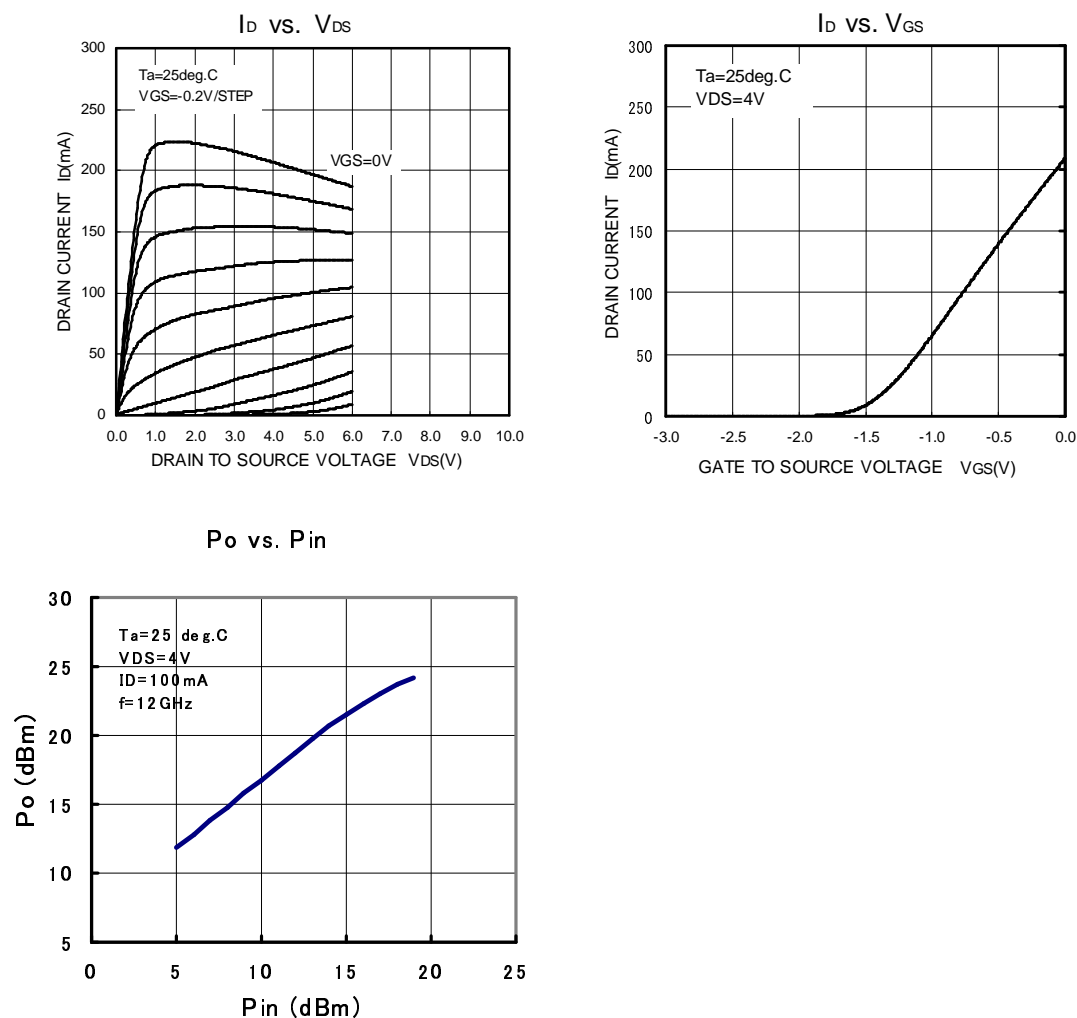 ID vs. VDS
300
250
200
150
100
50
0
Ta=25deg.C
VGS=-0.2V/STEP
VGS=0V
DRAIN CURRENT ID(mA)
0.0 1.0 2.0 3.0 4.0 5.0 6.0 7.0 8.0 9.0 10.0
DRAIN TO SOURCE VOLTAGE VDS(V)
ID vs. VGS
300
250
200
150
100
50
0
Ta=25deg.C
VDS=4V
DRAIN CURRENT ID(mA)
-3.0 -2.5 -2.0 -1.5 -1.0 -0.5 0.0
GATE TO SOURCE VOLTAGE VGS(V)
Po vs. Pin
30
25
20
15
10
5
Ta=25 deg.C
VDS=4V
ID=100mA
f=12GHz
Po (dBm)
0 5 10 15 20 25
Pin (dBm)